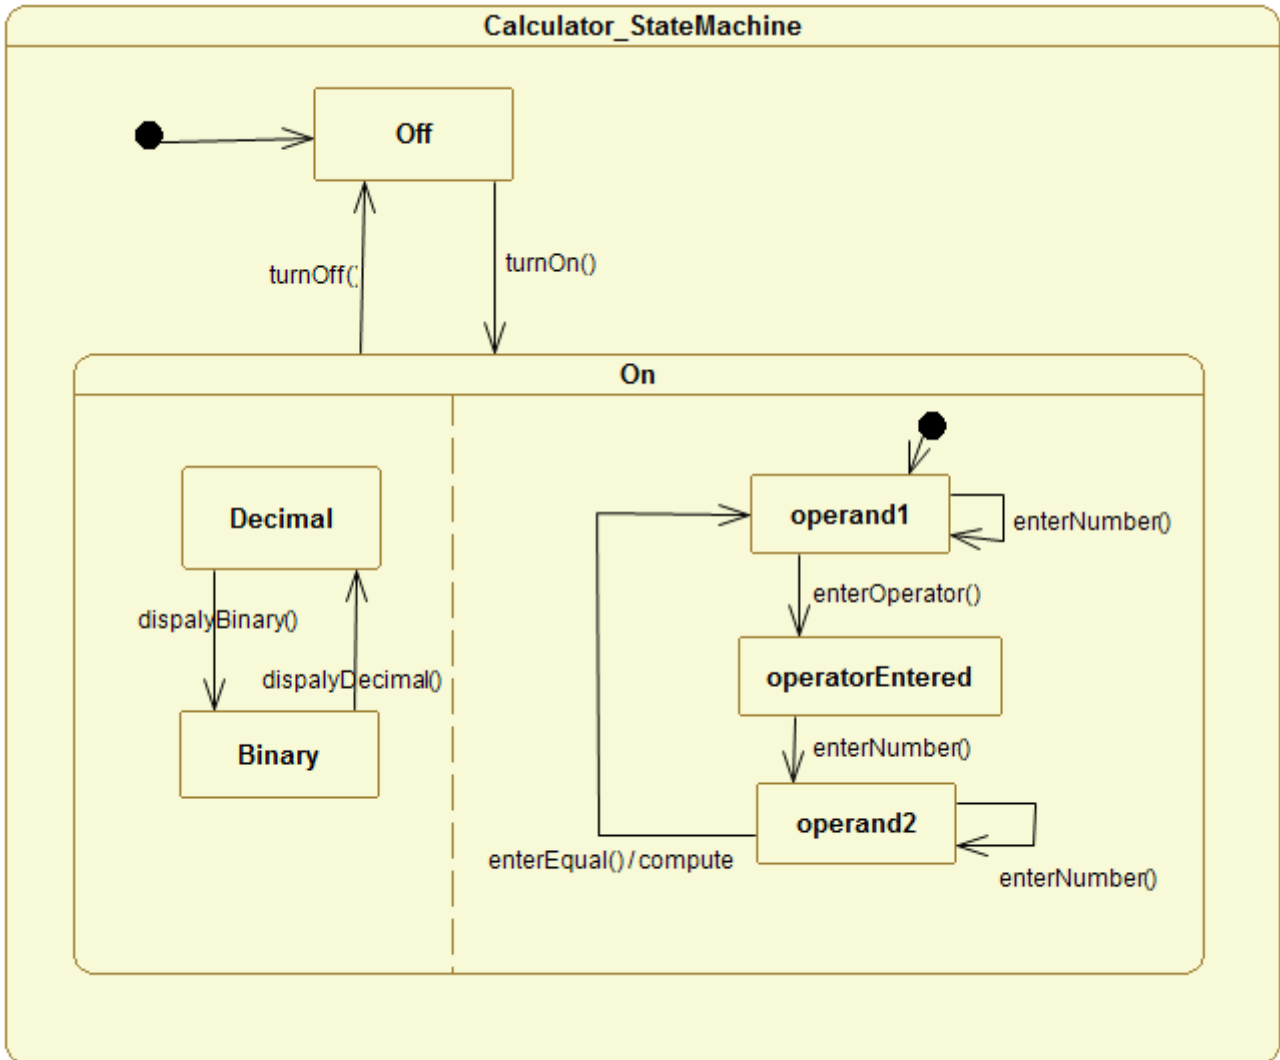 Calculator_StateMachine
Off
turnOff()
turnOn()
On
Decimal
dispalyBinary()
dispalyDecimal()
Binary
operand1
enterNumber()
enterOperator()
operatorEntered
enterNumber()
operand2
enterEqual()/compute
enterNumber()